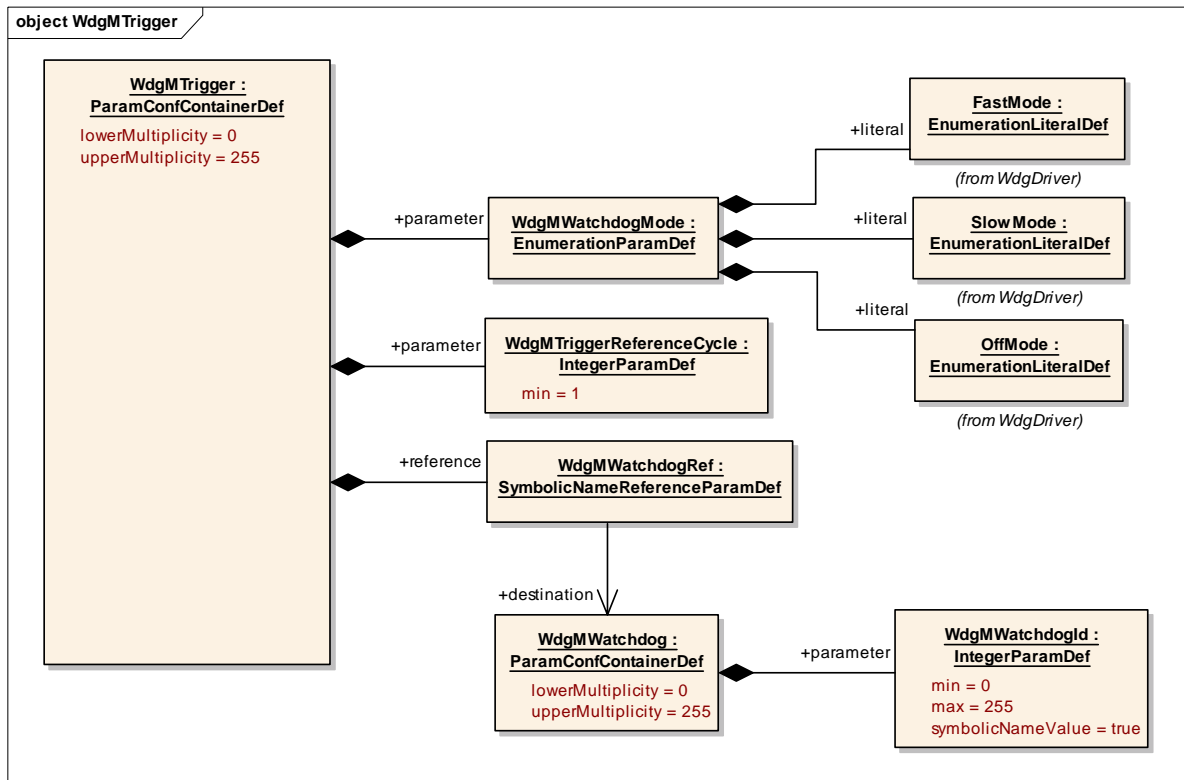 object WdgMTrigger
WdgMTrigger :
ParamConfContainerDef
lowerMultiplicity = 0
upperMultiplicity = 255
+parameter
WdgMWatchdogMode :
EnumerationParamDef
+literal
FastMode :
EnumerationLiteralDef
(from WdgDriver)
+literal
SlowMode :
EnumerationLiteralDef
(from WdgDriver)
+literal
OffMode :
EnumerationLiteralDef
(from WdgDriver)
+parameter
WdgMTriggerReferenceCycle :
IntegerParamDef
min = 1
+reference
WdgMWatchdogRef :
SymbolicNameReferenceParamDef
+destination
WdgMWatchdog :
ParamConfContainerDef
lowerMultiplicity = 0
upperMultiplicity = 255
+parameter
WdgMWatchdogId :
IntegerParamDef
min = 0
max = 255
symbolicNameValue = true